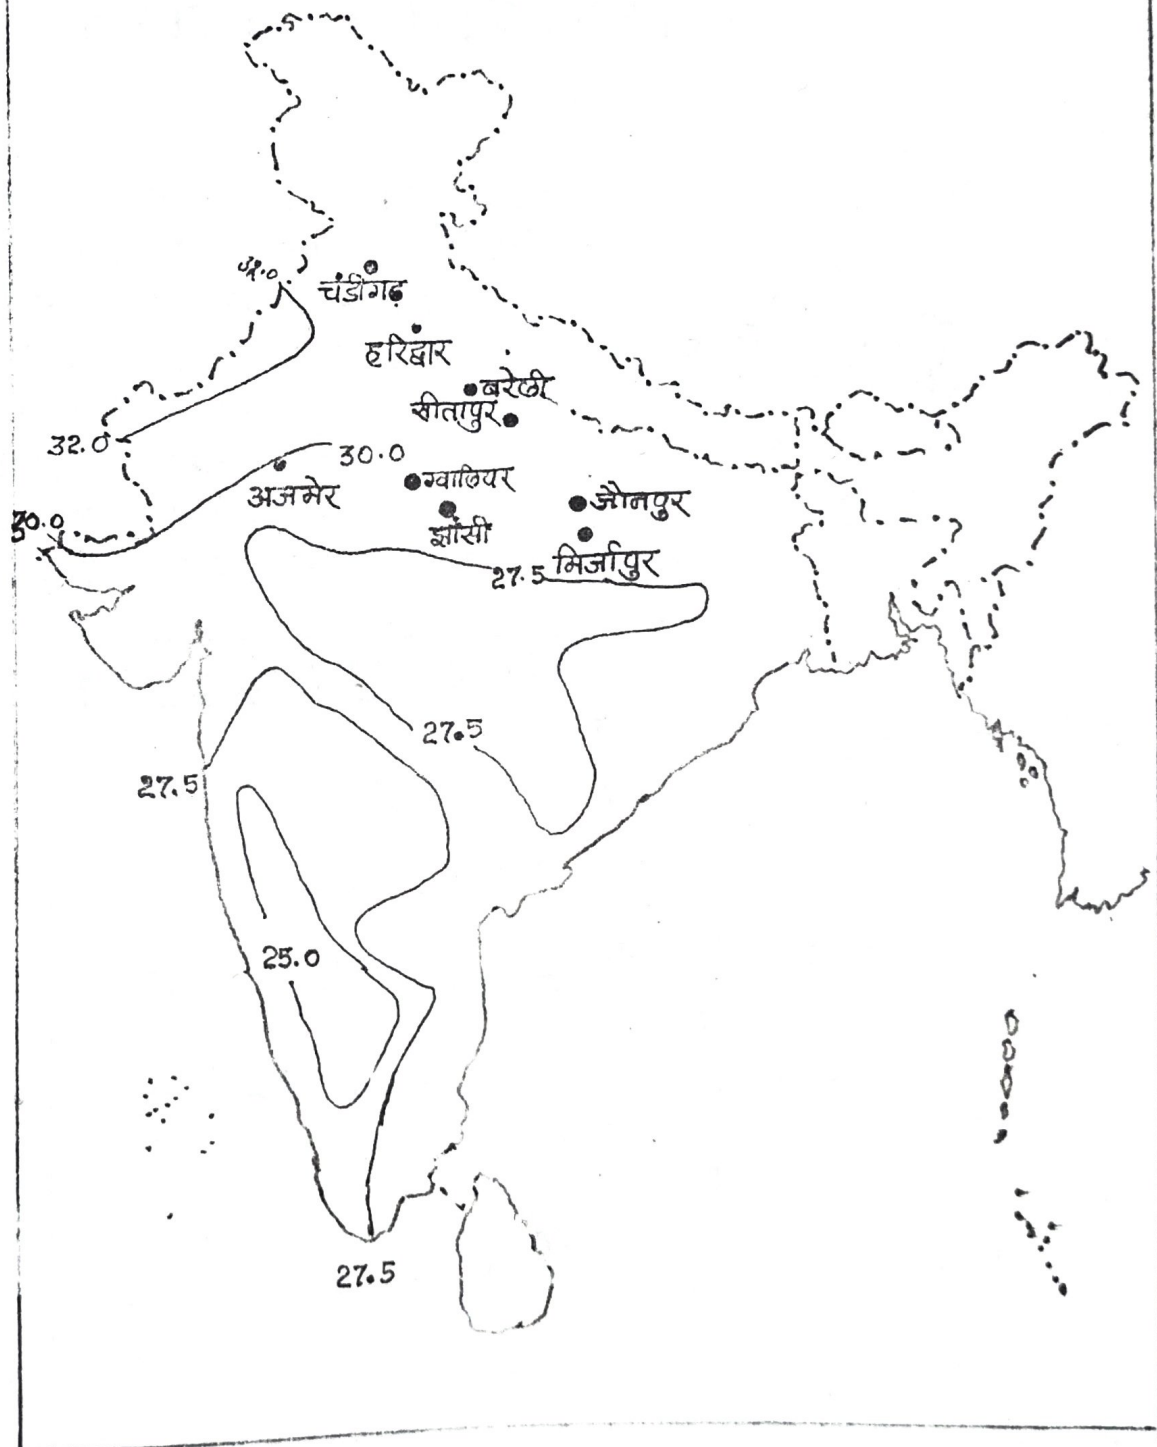 32.0
चंडीगढ़
हरिद्वार
बरेली
सीतापुर
32.0
30.0
ग्वालियर
अजमेर
जौनपुर
30.0
झाँसी
मिर्जापुर
27.5
27.5
27.5
25.0
27.5